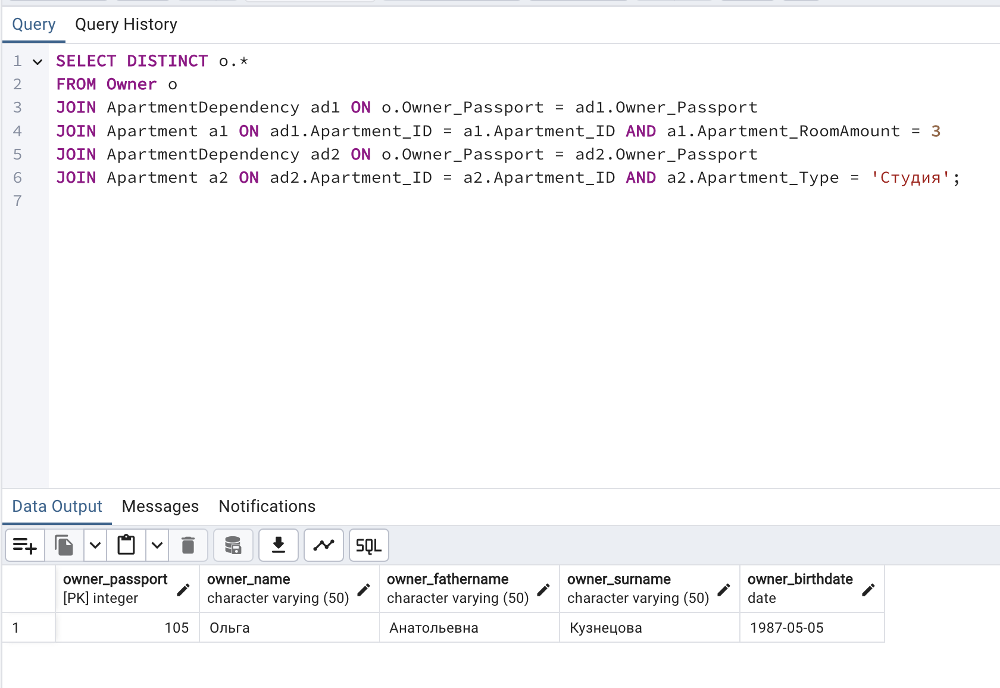 Query Query History
1 SELECT DISTINCT o.*
2 FROM Owner o
3 JOIN ApartmentDependency ad1 ON o.Owner_Passport = ad1.Owner_Passport
4 JOIN Apartment a1 ON ad1.Apartment_ID = a1.Apartment_ID AND a1.Apartment_RoomAmount = 3
5 JOIN ApartmentDependency ad2 ON o.Owner_Passport = ad2.Owner_Passport
6 JOIN Apartment a2 ON ad2.Apartment_ID = a2.Apartment_ID AND a2.Apartment_Type = 'Студия';
7
Data Output Messages Notifications
SQL
owner_passport owner_name owner_fathername owner_surname owner_birthdate
[PK] integer character varying (50) character varying (50) character varying (50) date
1 105 Ольга Анатольевна Кузнецова 1987-05-05